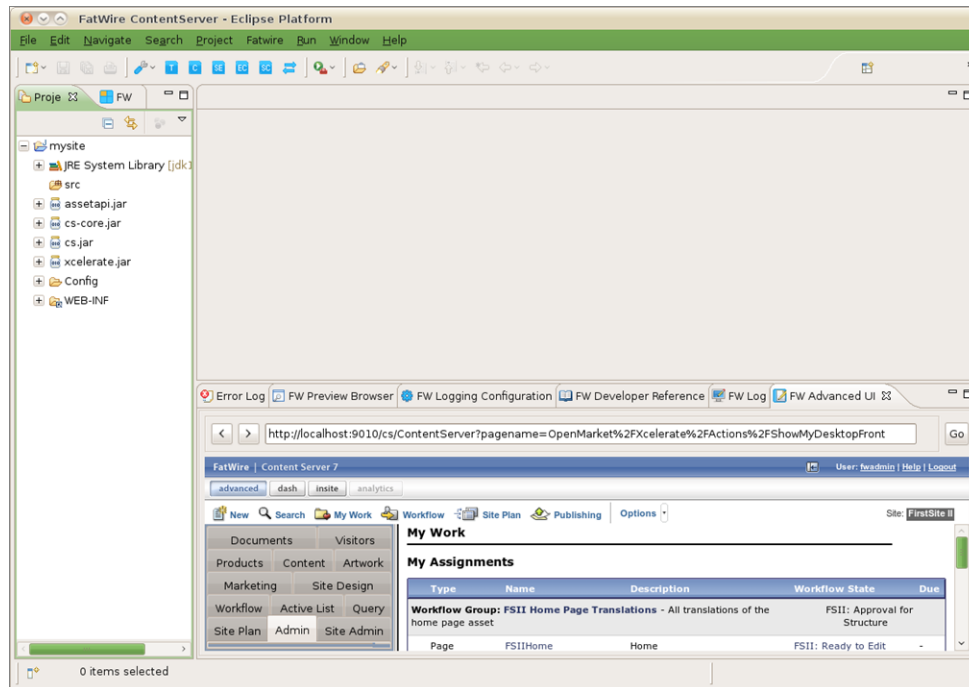 FatWire ContentServer - Eclipse Platform
File Edit Navigate Search Project Fatwire Run Window Help
T C SE EC SC
Proje FW
mysite
JRE System Library [jdk1
src
assetapi.jar
cs-core.jar
cs.jar
xcelerate.jar
Config
WEB-INF
Error Log FW Preview Browser FW Logging Configuration FW Developer Reference FW Log FW Advanced UI
http://localhost:9010/cs/ContentServer?pagename=OpenMarket%2FXcelerate%2FActions%2FShowMyDesktopFront Go
FatWire | Content Server 7 User: fwadmin | Help | Logout
advanced dash insite analytics
New Search My Work Workflow Site Plan Publishing Options Site: FirstSite II
Documents Visitors
Products Content Artwork
Marketing Site Design
Workflow Active List Query
Site Plan Admin Site Admin
My Work
My Assignments
Type Name Description Workflow State Due
Workflow Group: FSII Home Page Translations - All translations of the FSII: Approval for
home page asset Structure
Page FSIIHome Home FSII: Ready to Edit -
0 items selected